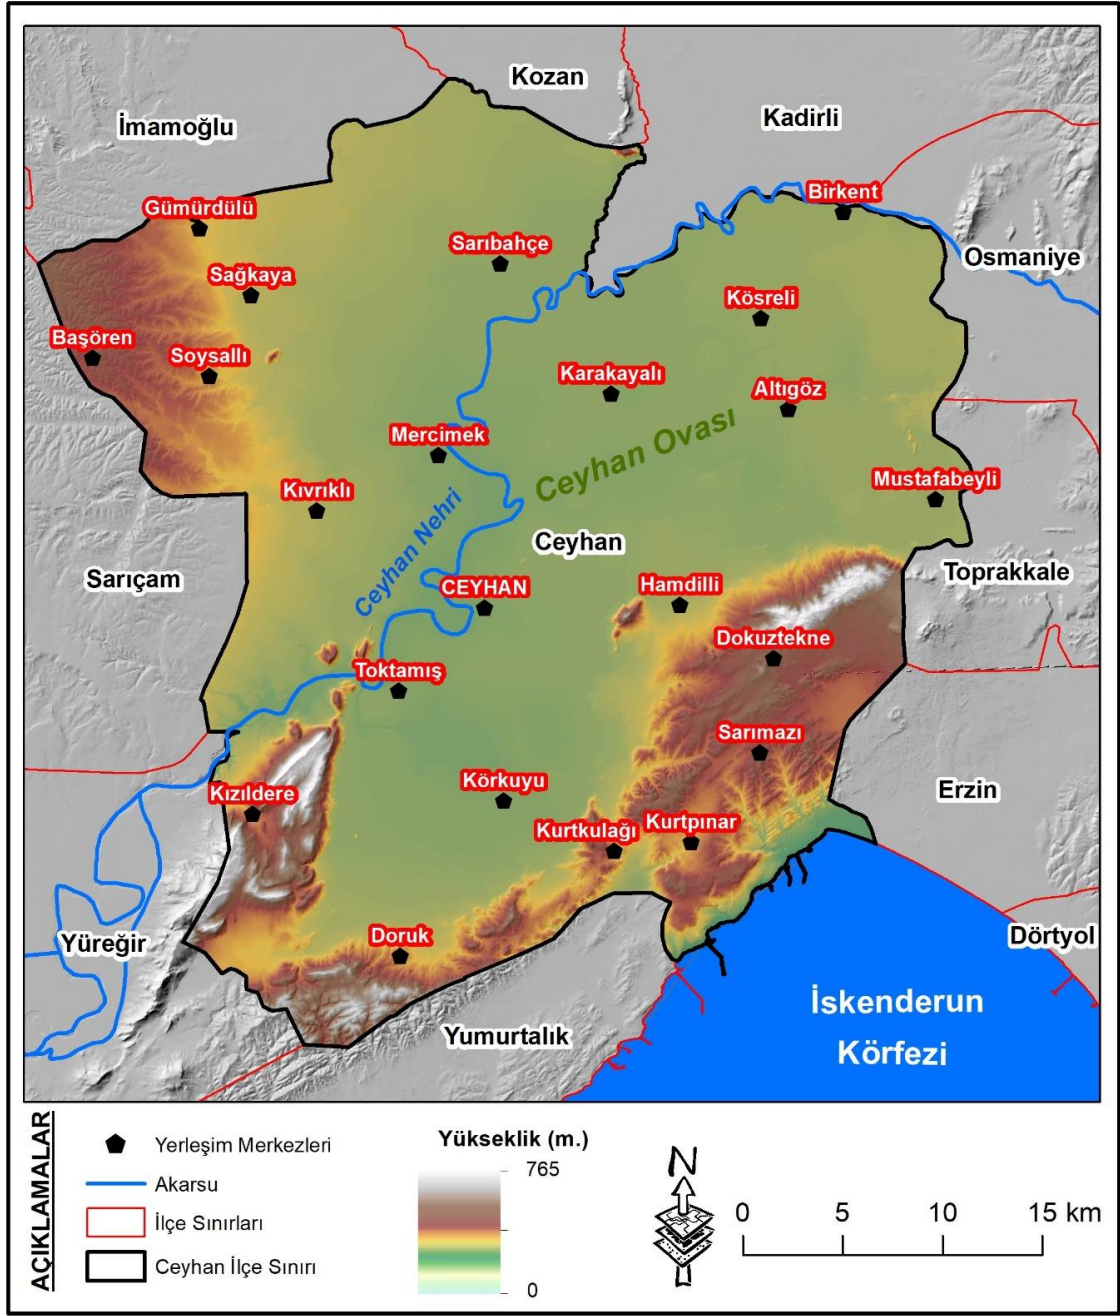 Kozan
Kadirli
İmamoğlu
Birkent
Gümürdülü
Sarıbahçe
Osmaniye
Sağkaya
Kösreli
Başören
Soysallı
Karakayalı
Altıgöz
Mercimek
Ceyhan Ovası
Mustafabeyli
Kıvrıklı
Ceyhan Nehri
Ceyhan
Sarıçam
CEYHAN
Hamdilli
Toprakkale
Dokuztekne
Toktamış
Sarımazı
Körkuyu
Erzin
Kızıldere
Kurtkulağı
Kurtpınar
Yüreğir
Doruk
Dörtyol
İskenderun
Körfezi
Yumurtalık
AÇIKLAMALAR
Yerleşim Merkezleri
Akarsu
İlçe Sınırları
Ceyhan İlçe Sınırı
Yükseklik (m.)
765
0
N
0 5 10 15 km